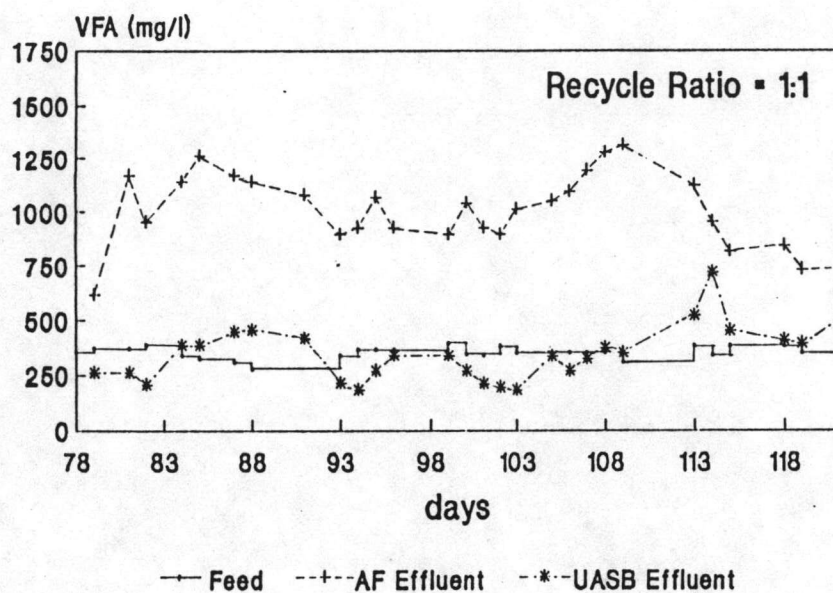 VFA (mg/l)
Recycle Ratio = 1:1
1750
1500
1250
1000
750
500
250
0
78 83 88 93 98 103 108 113 118
days
Feed AF Effluent UASB Effluent